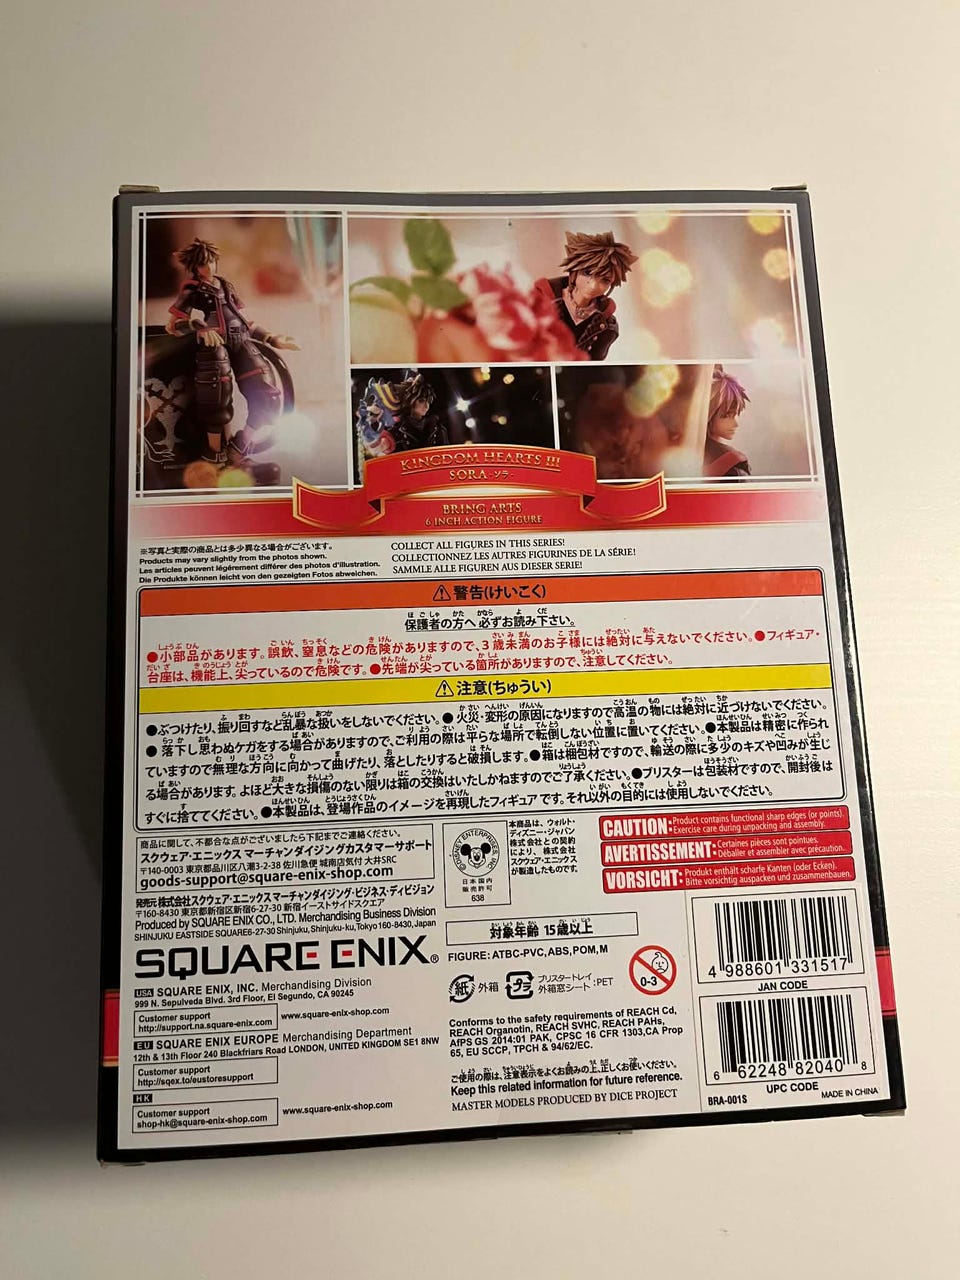 KINGDOM HEARTS III
SORA -ソラ-
BRING ARTS
6 INCH ACTION FIGURE
※写真と実際の商品とは多少異なる場合がございます。
Products may vary slightly from the photos shown.
Les articles peuvent légérement différer des photos d'illustration.
Die Produkte können leicht von den gezeigten Fotos abweichen.
COLLECT ALL FIGURES IN THIS SERIES!
COLLECTIONNEZ LES AUTRES FIGURINES DE LA SÉRIE!
SAMMLE ALLE FIGUREN AUS DIESER SERIE!
⚠警告(けいこく)
保護者の方へ 必ずお読み下さい。
●小部品があります。誤飲、窒息などの危険がありますので、3歳未満のお子様には絶対に与えないでください。●フィギュア・
台座は、機能上、尖っているので危険です。●先端が尖っている箇所がありますので、注意してください。
⚠注意(ちゅうい)
●ぶつけたり、振り回すなど乱暴な扱いをしないでください。●火災・変形の原因になりますので高温の物には絶対に近づけないでください。
●落下し思わぬケガをする場合がありますので、ご利用の際は平らな場所で転倒しない位置に置いてください。●本製品は精密に作られ
ていますので無理な方向に向かって曲げたり、落としたりすると破損します。●箱は梱包材ですので、輸送の際に多少のキズや凹みが生じ
る場合があります。よほど大きな損傷のない限りは箱の交換はいたしかねますのでご了承ください。●ブリスターは包装材ですので、開封後は
すぐに捨ててください。●本製品は、登場作品のイメージを再現したフィギュアです。それ以外の目的には使用しないでください。
商品に関して、不都合な点がございましたら下記までご連絡ください。
スクウェア・エニックス マーチャンダイジングカスタマーサポート
〒140-0003 東京都品川区八潮3-2-38 佐川急便 城南店気付 大井SRC
goods-support@square-enix.com
発売元 株式会社スクウェア・エニックス マーチャンダイジング・ビジネス・ディビジョン
〒160-8430 東京都新宿区新宿6-27-30 新宿イーストサイドスクエア
Produced by SQUARE ENIX CO., LTD. Merchandising Business Division
SHINJUKU EASTSIDE SQUARE6-27-30 Shinjuku, Shinjuku-ku,Tokyo 160-8430, Japan
SQUARE ENIX®
USA SQUARE ENIX, INC. Merchandising Division
999 N. Sepulveda Blvd. 3rd Floor, El Segundo, CA 90245
Customer support
http://support.na.square-enix.com
www.square-enix-shop.com
EU SQUARE ENIX EUROPE Merchandising Department
12th & 13th Floor 240 Blackfriars Road LONDON, UNITED KINGDOM SE1 8NW
Customer support
http://sqex.to/eustoresupport
HK
Customer support
shop-hk@square-enix-shop.com
www.square-enix-shop.com
DISNEY ENTERPRISES, INC.
日本国内
販売許可
638
本商品は、ウォルト・
ディズニー・ジャパン
株式会社との契約
により、株式会社
スクウェア・エニックス
が製造したものです。
CAUTION: Product contains functional sharp edges (or points).
Exercise care during unpacking and assembly.
AVERTISSEMENT: Certaines pièces sont pointues.
Déballer et assembler avec précaution.
VORSICHT: Produkt enthält scharfe Kanten (oder Ecken).
Bitte vorsichtig auspacken und zusammenbauen.
対象年齢 15歳以上
FIGURE: ATBC-PVC, ABS, POM, M
紙 外箱
プラ ブリスタートレイ
外箱窓シート :PET
0-3
Conforms to the safety requirements of REACH Cd,
REACH Organotin, REACH SVHC, REACH PAHs,
AfPS GS 2014:01 PAK, CPSC 16 CFR 1303,CA Prop
65, EU SCCP, TPCH & 94/62/EC.
ご使用の際は、注意表示をよくお読みの上、正しくお使いください。
Keep this related information for future reference.
MASTER MODELS PRODUCED BY DICE PROJECT
4 988601 331517
JAN CODE
6 62248 82040 8
UPC CODE
BRA-001S
MADE IN CHINA